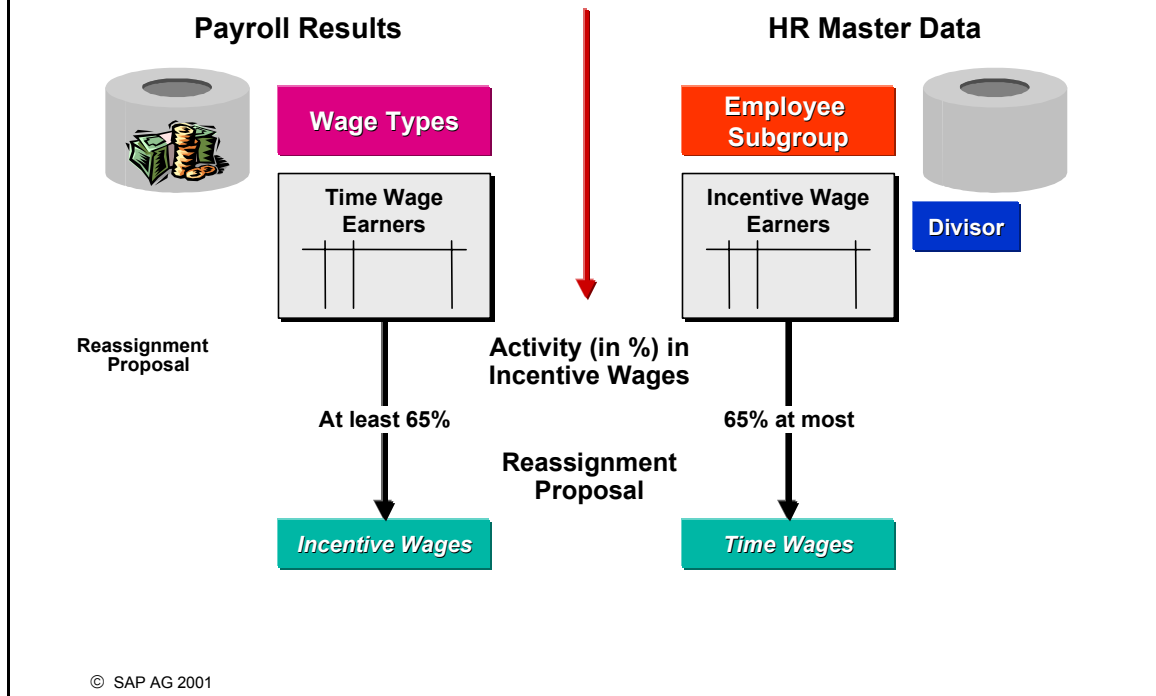 Payroll Results
HR Master Data
Wage Types
Employee
Subgroup
Time Wage
Earners
Incentive Wage
Earners
Divisor
Reassignment
Proposal
Activity (in %) in
Incentive Wages
At least 65%
65% at most
Reassignment
Proposal
Incentive Wages
Time Wages
© SAP AG 2001